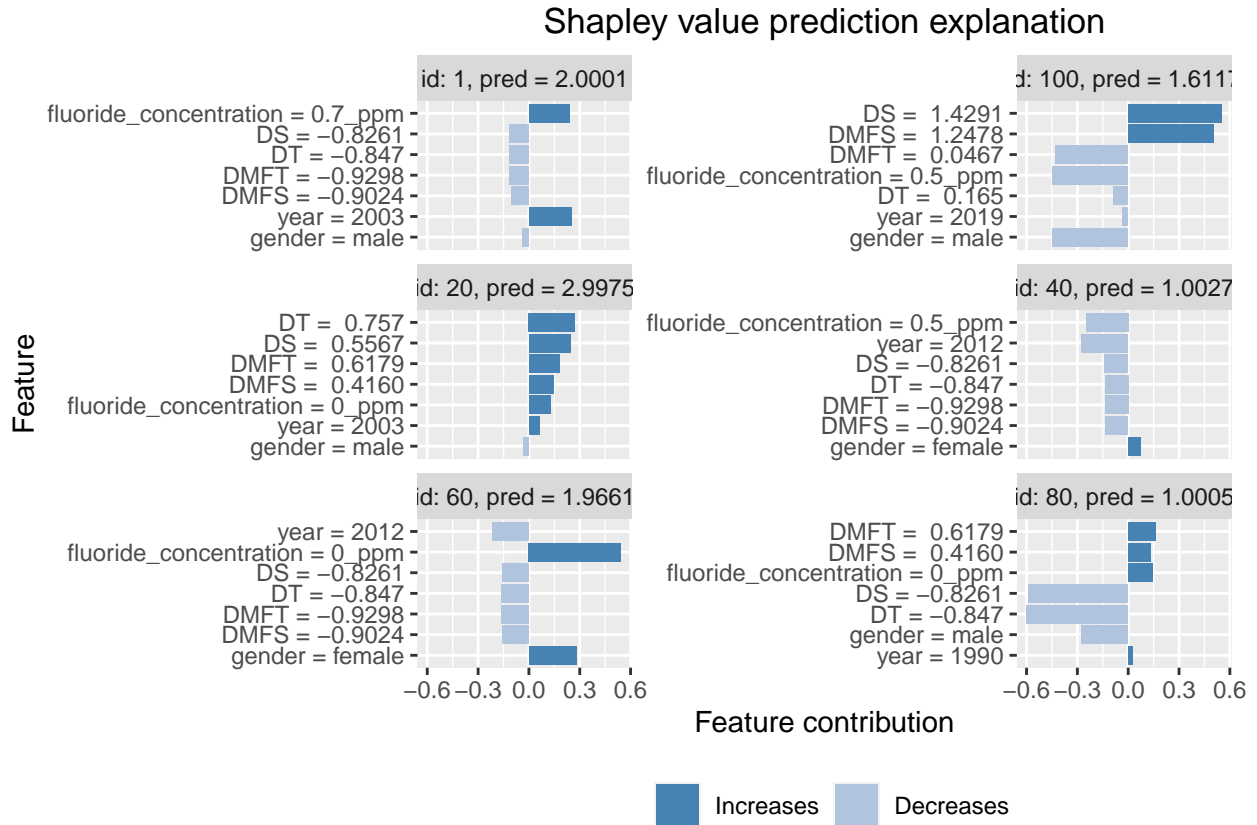 Shapley value prediction explanation
id: 1, pred = 2.0001
fluoride_concentration = 0.7_ppm
DS = −0.8261
DT = −0.847
DMFT = −0.9298
DMFS = −0.9024
year = 2003
gender = male
d: 100, pred = 1.6117
DS = 1.4291
DMFS = 1.2478
DMFT = 0.0467
fluoride_concentration = 0.5_ppm
DT = 0.165
year = 2019
gender = male
id: 20, pred = 2.9975
DT = 0.757
DS = 0.5567
DMFT = 0.6179
DMFS = 0.4160
fluoride_concentration = 0_ppm
year = 2003
gender = male
id: 40, pred = 1.0027
fluoride_concentration = 0.5_ppm
year = 2012
DS = −0.8261
DT = −0.847
DMFT = −0.9298
DMFS = −0.9024
gender = female
id: 60, pred = 1.9661
year = 2012
fluoride_concentration = 0_ppm
DS = −0.8261
DT = −0.847
DMFT = −0.9298
DMFS = −0.9024
gender = female
id: 80, pred = 1.0005
DMFT = 0.6179
DMFS = 0.4160
fluoride_concentration = 0_ppm
DS = −0.8261
DT = −0.847
gender = male
year = 1990
Feature
−0.6 −0.3 0.0 0.3 0.6
−0.6 −0.3 0.0 0.3 0.6
Feature contribution
Increases Decreases